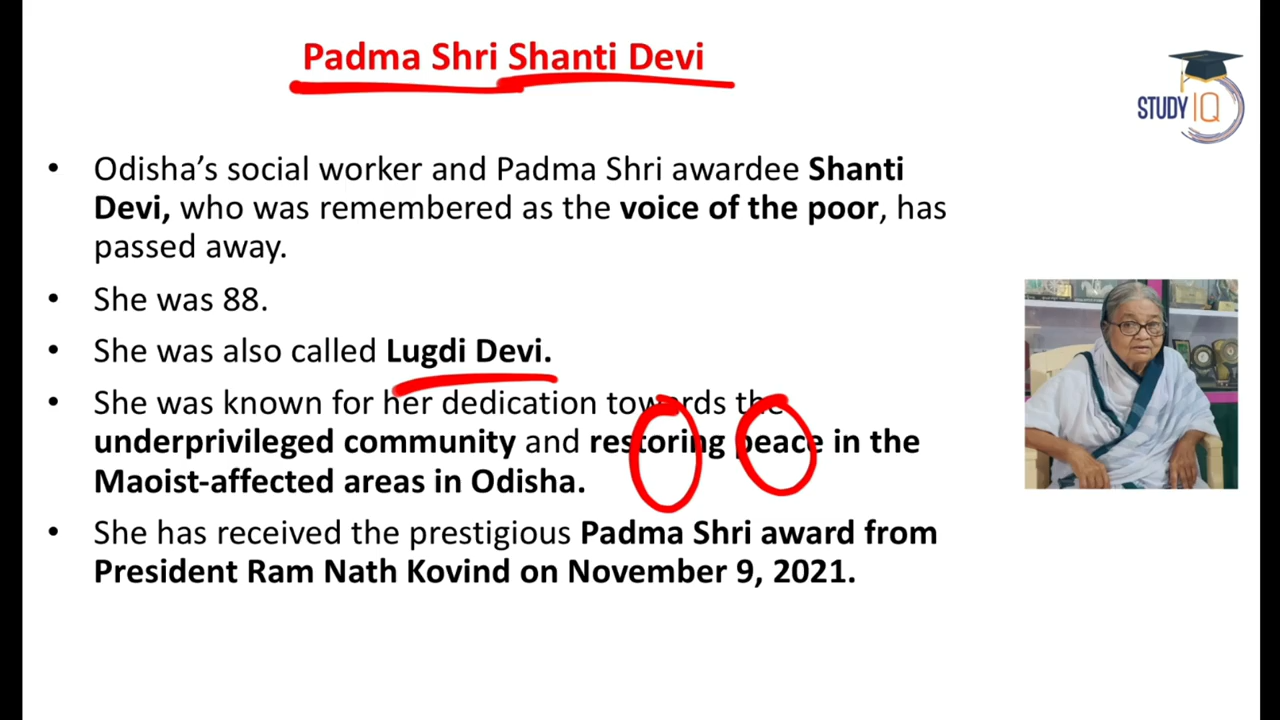 Padma Shri Shanti Devi
STUDY IQ
• Odisha’s social worker and Padma Shri awardee Shanti
Devi, who was remembered as the voice of the poor, has
passed away.
• She was 88.
• She was also called Lugdi Devi.
• She was known for her dedication towards the
underprivileged community and restoring peace in the
Maoist-affected areas in Odisha.
• She has received the prestigious Padma Shri award from
President Ram Nath Kovind on November 9, 2021.